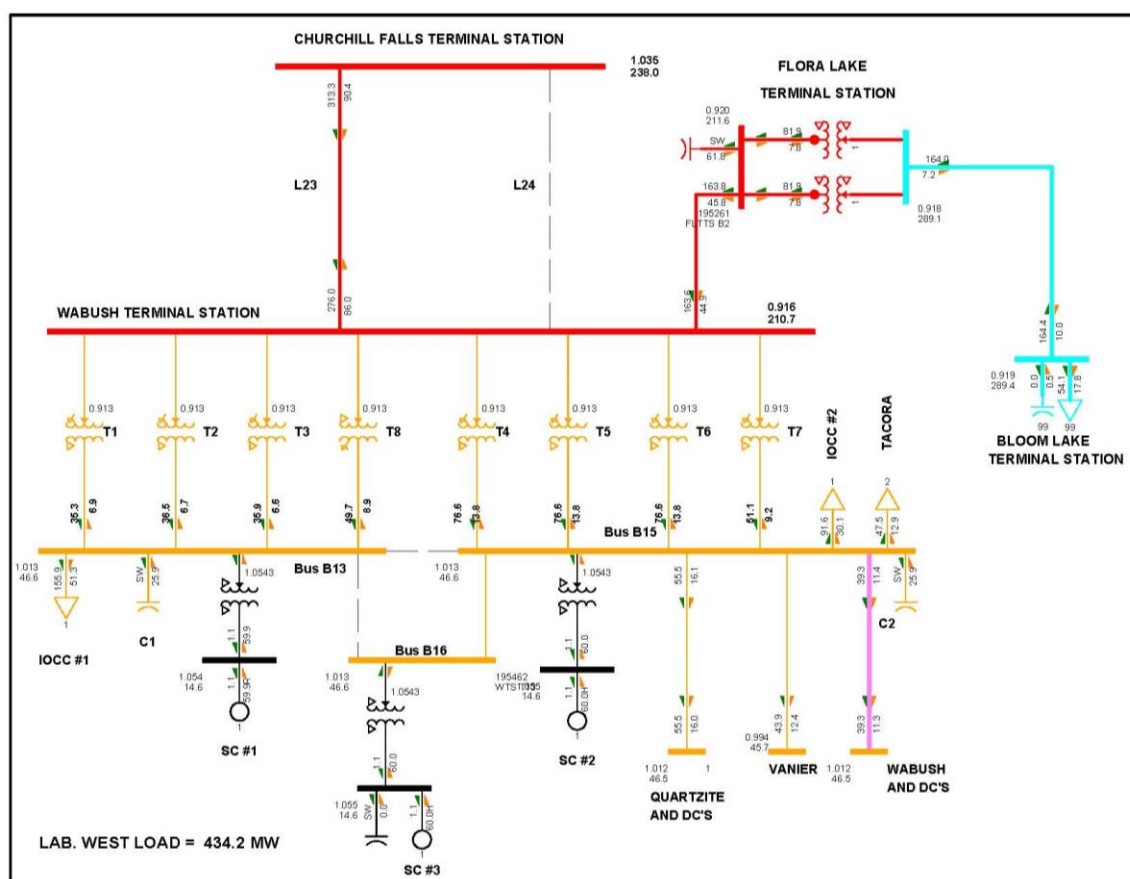 CHURCHILL FALLS TERMINAL STATION
1.035
238.0
FLORA LAKE
TERMINAL STATION
313.3
90.4
L23
L24
0.920
211.6
SW
61.8
81.9
7.8
1
163.8
45.8
195261
FLTTS B2
81.9
7.8
1
164.0
7.2
0.918
289.1
276.0
86.0
163.6
44.9
WABUSH TERMINAL STATION
0.916
210.7
164.4
10.0
0.919
289.4
0.0
0.5
54.1
17.8
99
99
BLOOM LAKE
TERMINAL STATION
0.913
0.913
0.913
0.913
0.913
0.913
0.913
0.913
T1
T2
T3
T8
T4
T5
T6
T7
IOCC #2
TACORA
1
2
35.3
6.9
36.5
6.7
35.9
6.6
49.7
8.9
76.6
13.8
76.6
13.8
76.6
13.8
51.1
9.2
91.6
30.1
47.5
12.9
Bus B15
Bus B13
1.013
46.6
155.9
51.3
SW
25.9
1.0543
1.013
46.6
1.0543
55.5
16.1
39.3
11.4
SW
25.9
1
IOCC #1
C1
C2
1.1
59.9
1.054
14.6
1.1
59.9R
1
SC #1
Bus B16
1.013
46.6
1.0543
1.1
60.0
195462
14.6
1.1
60.0H
1
SC #2
1.1
60.0
1.055
14.6
SW
0.0
1.1
60.0H
1
SC #3
55.5
16.0
1.012
46.5
1
QUARTZITE
AND DC'S
43.9
12.4
0.994
45.7
VANIER
39.3
11.3
1.012
46.5
WABUSH
AND DC'S
LAB. WEST LOAD = 434.2 MW